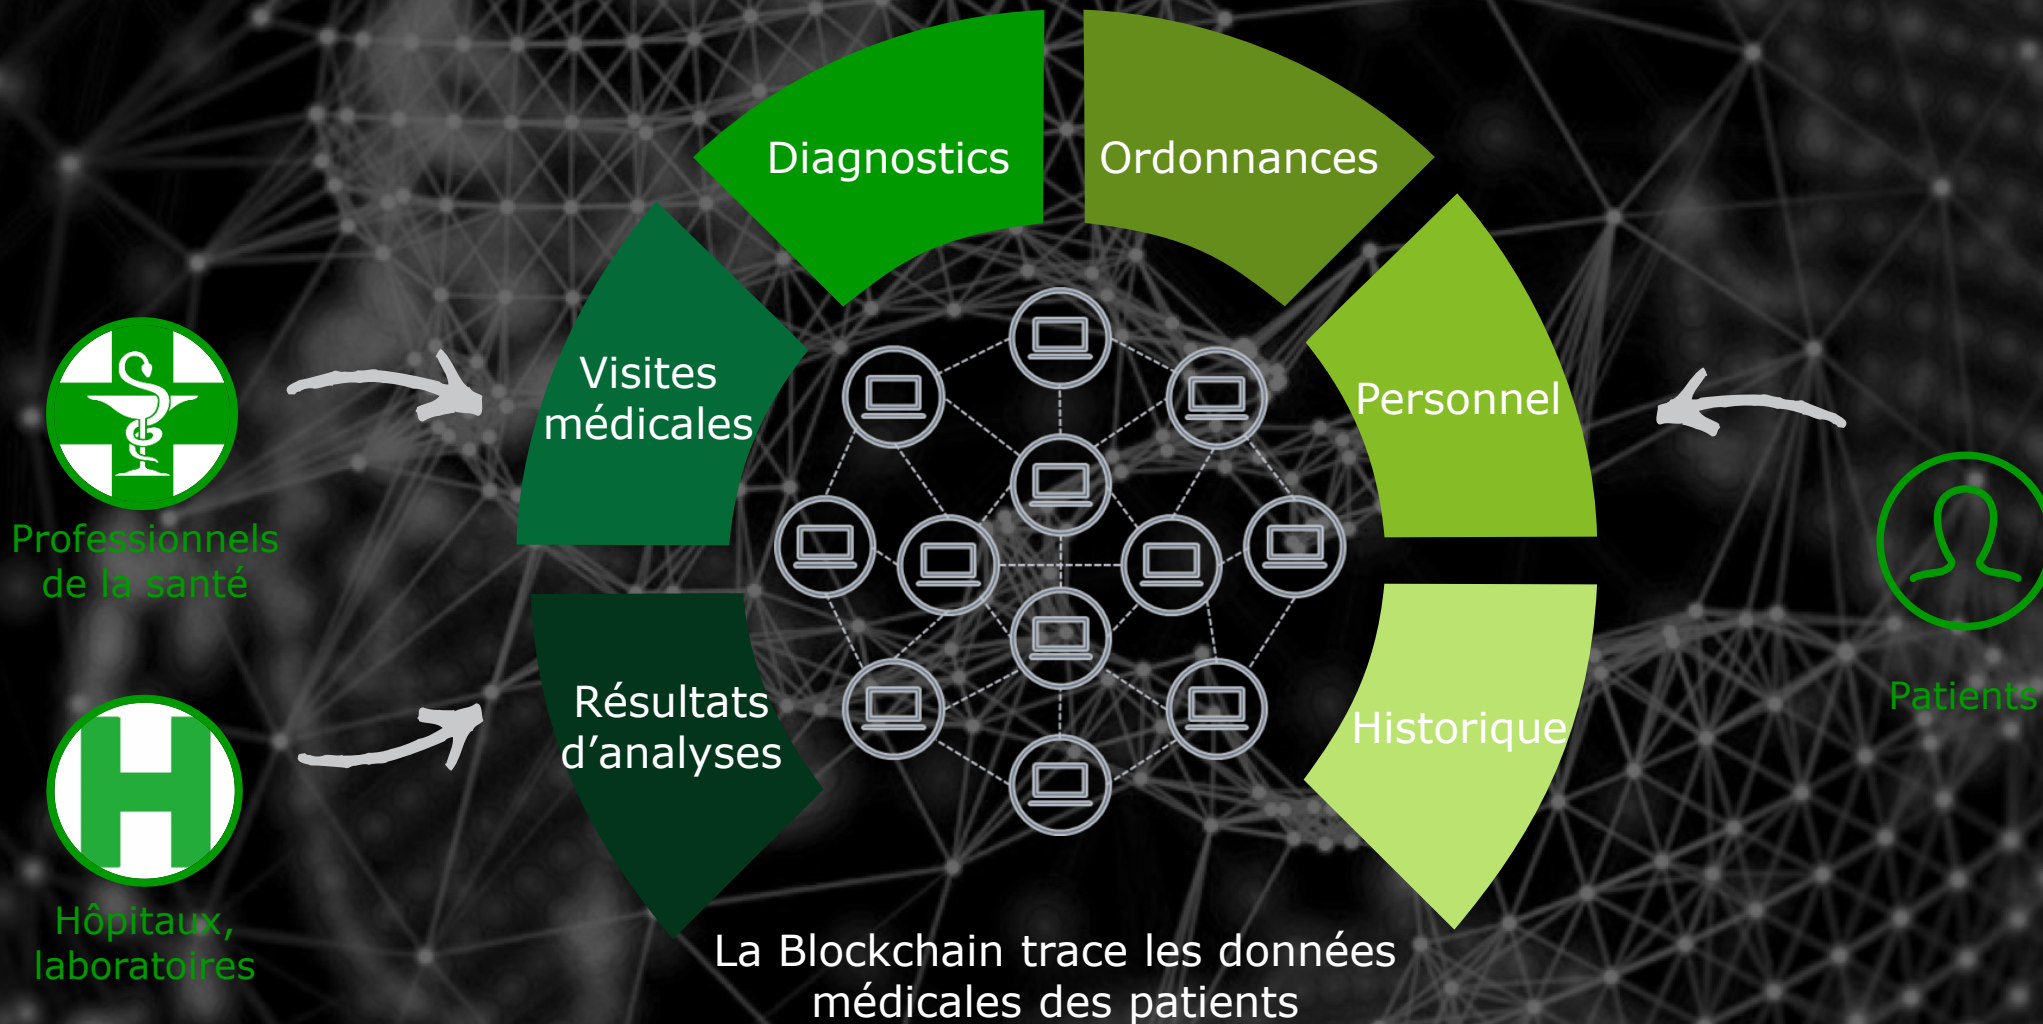 Diagnostics
Ordonnances
Visites
médicales
Personnel
Professionnels
de la santé
Résultats
d’analyses
Historique
Patients
Hôpitaux,
laboratoires
La Blockchain trace les données
médicales des patients